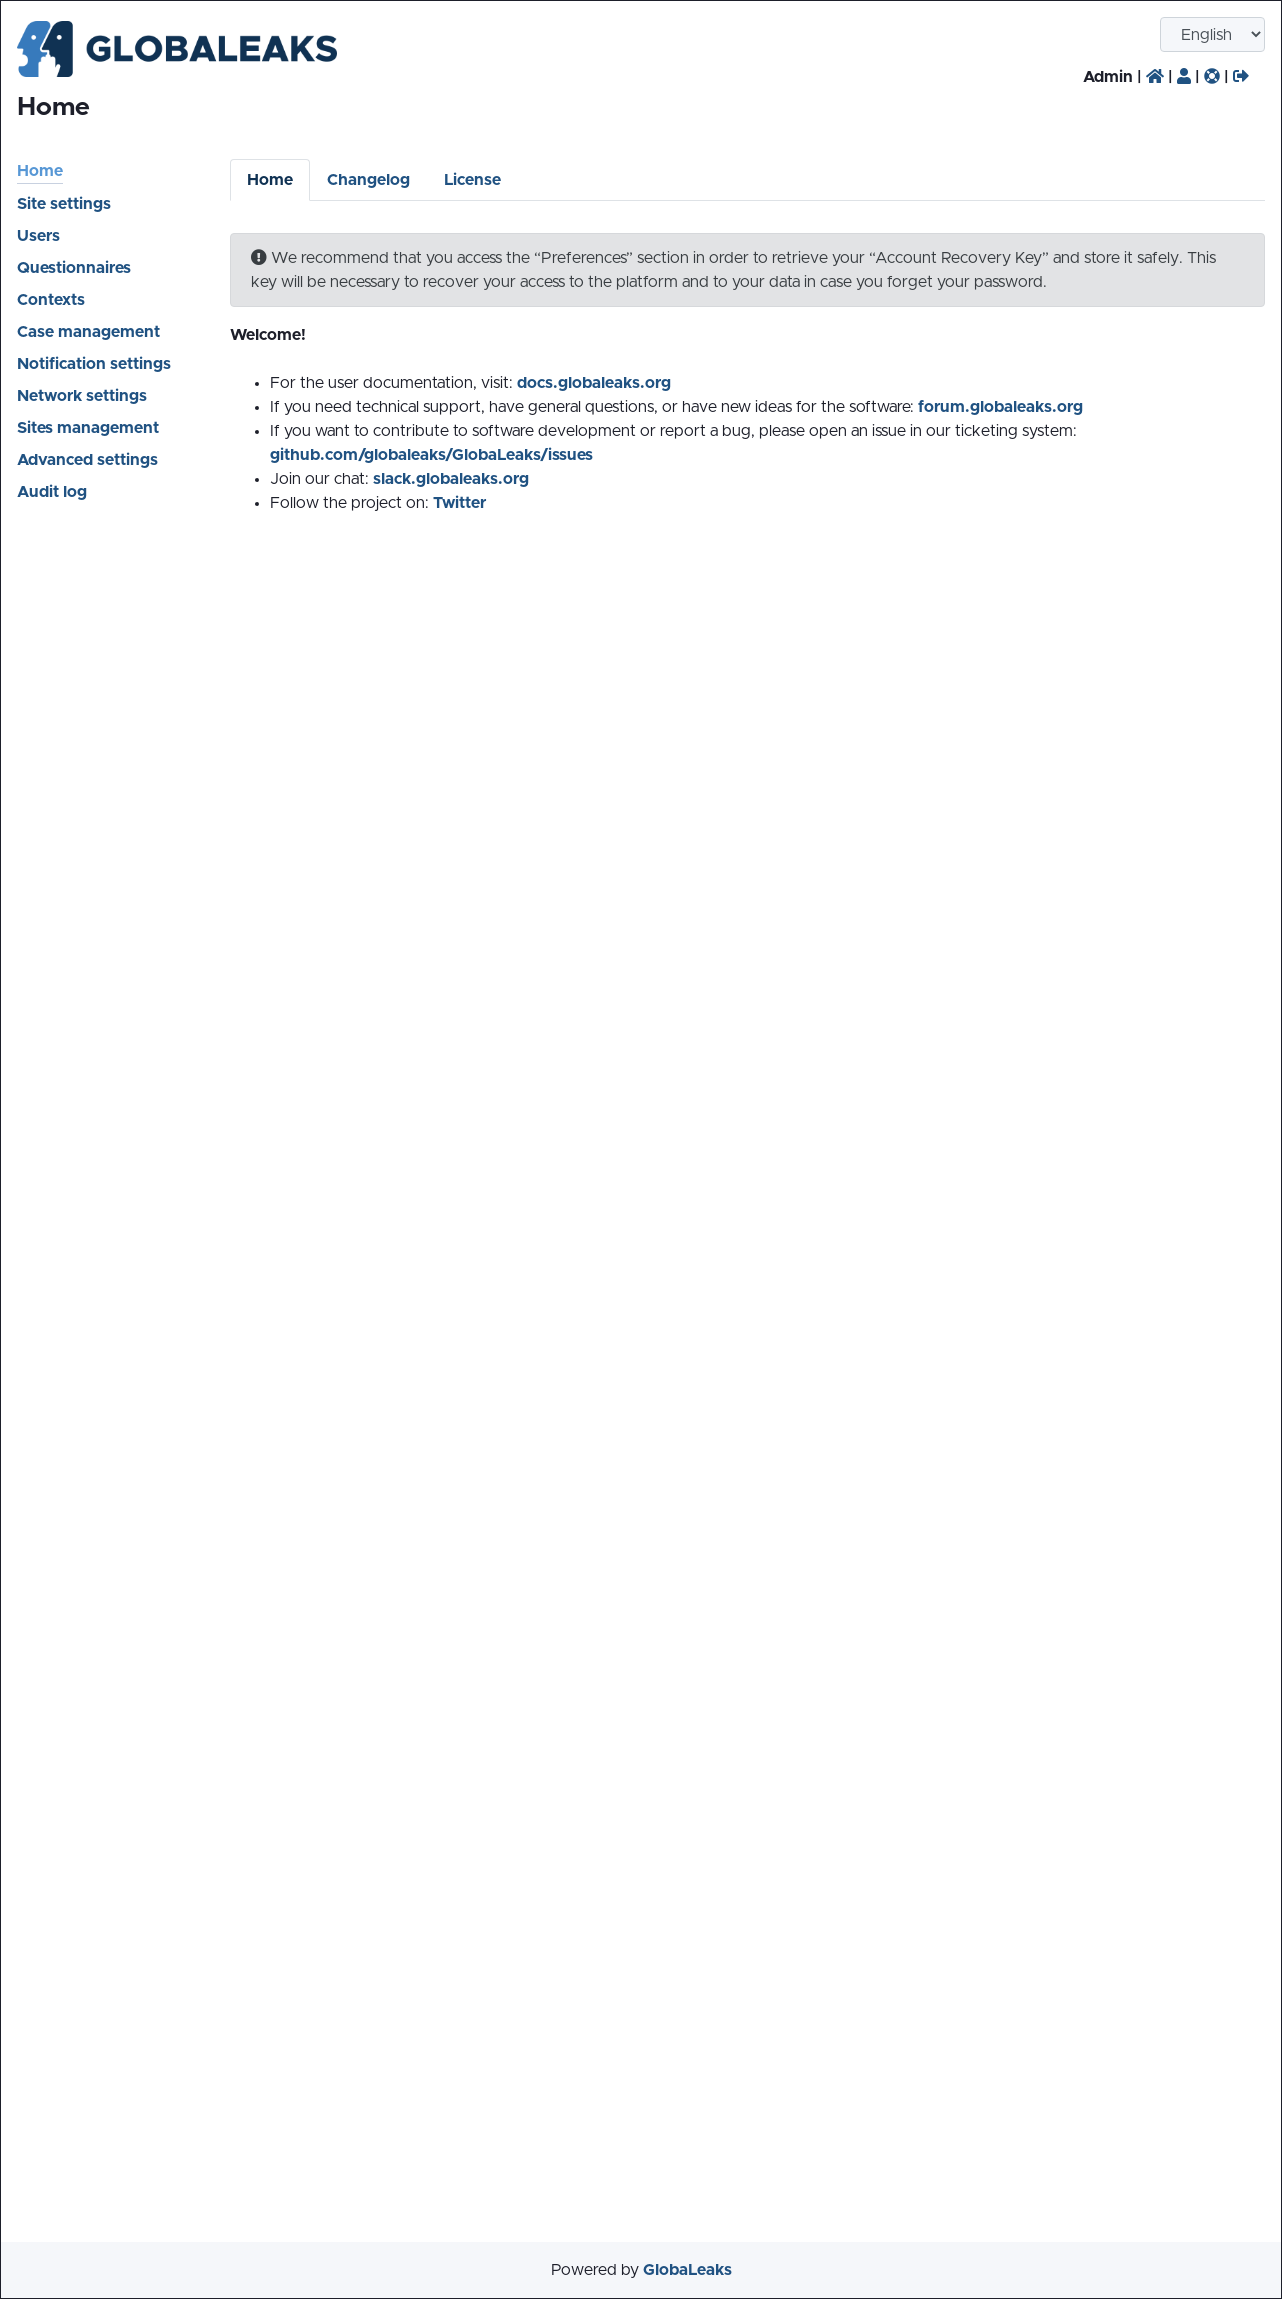 GLOBALEAKS
English
Admin | | | |
Home
Home
Site settings
Users
Questionnaires
Contexts
Case management
Notification settings
Network settings
Sites management
Advanced settings
Audit log
Home Changelog License
We recommend that you access the “Preferences” section in order to retrieve your “Account Recovery Key” and store it safely. This
key will be necessary to recover your access to the platform and to your data in case you forget your password.
Welcome!
• For the user documentation, visit: docs.globaleaks.org
• If you need technical support, have general questions, or have new ideas for the software: forum.globaleaks.org
• If you want to contribute to software development or report a bug, please open an issue in our ticketing system:
github.com/globaleaks/GlobaLeaks/issues
• Join our chat: slack.globaleaks.org
• Follow the project on: Twitter
Powered by GlobaLeaks